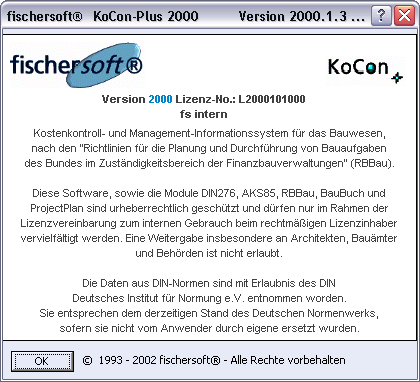 fischersoft® KoCon-Plus 2000 Version 2000.1.3 ...
fischersoft®
KoCon
Version 2000 Lizenz-No.: L2000101000
fs intern
Kostenkontroll- und Management-Informationssystem für das Bauwesen,
nach den "Richtlinien für die Planung und Durchführung von Bauaufgaben
des Bundes im Zuständigkeitsbereich der Finanzbauverwaltungen" (RBBau).
Diese Software, sowie die Module DIN276, AKS85, RBBau, BauBuch und
ProjectPlan sind urheberrechtlich geschützt und dürfen nur im Rahmen der
Lizenzvereinbarung zum internen Gebrauch beim rechtmäßigen Lizenzinhaber
vervielfältigt werden. Eine Weitergabe insbesondere an Architekten, Bauämter
und Behörden ist nicht erlaubt.
Die Daten aus DIN-Normen sind mit Erlaubnis des DIN
Deutsches Institut für Normung e.V. entnommen worden.
Sie entsprechen dem derzeitigen Stand des Deutschen Normenwerks,
sofern sie nicht vom Anwender durch eigene ersetzt wurden.
OK © 1993 - 2002 fischersoft® - Alle Rechte vorbehalten